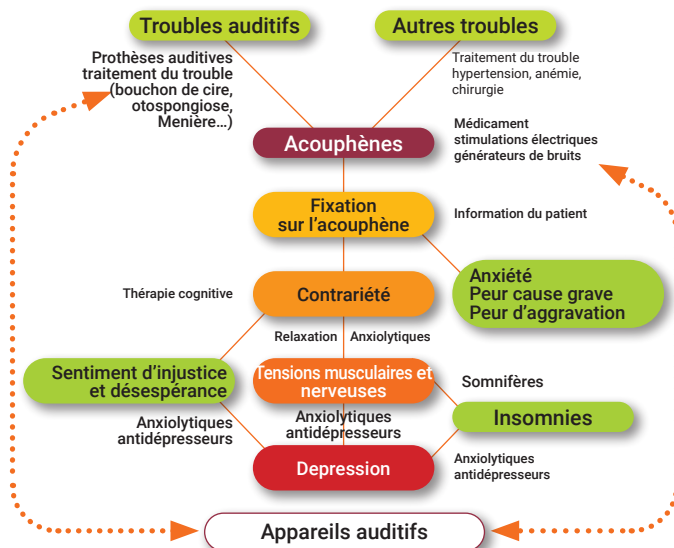 Troubles auditifs
Autres troubles
Prothèses auditives
traitement du trouble
(bouchon de cire,
otospongiose,
Menière...)
Traitement du trouble
hypertension, anémie,
chirurgie
Acouphènes
Médicament
stimulations électriques
générateurs de bruits
Fixation
sur l'acouphène
Information du patient
Anxiété
Peur cause grave
Peur d'aggravation
Thérapie cognitive
Contrariété
Relaxation
Anxiolytiques
Sentiment d'injustice
et désespérance
Tensions musculaires et
nerveuses
Somnifères
Insomnies
Anxiolytiques
antidépresseurs
Anxiolytiques
antidépresseurs
Anxiolytiques
antidépresseurs
Depression
Appareils auditifs